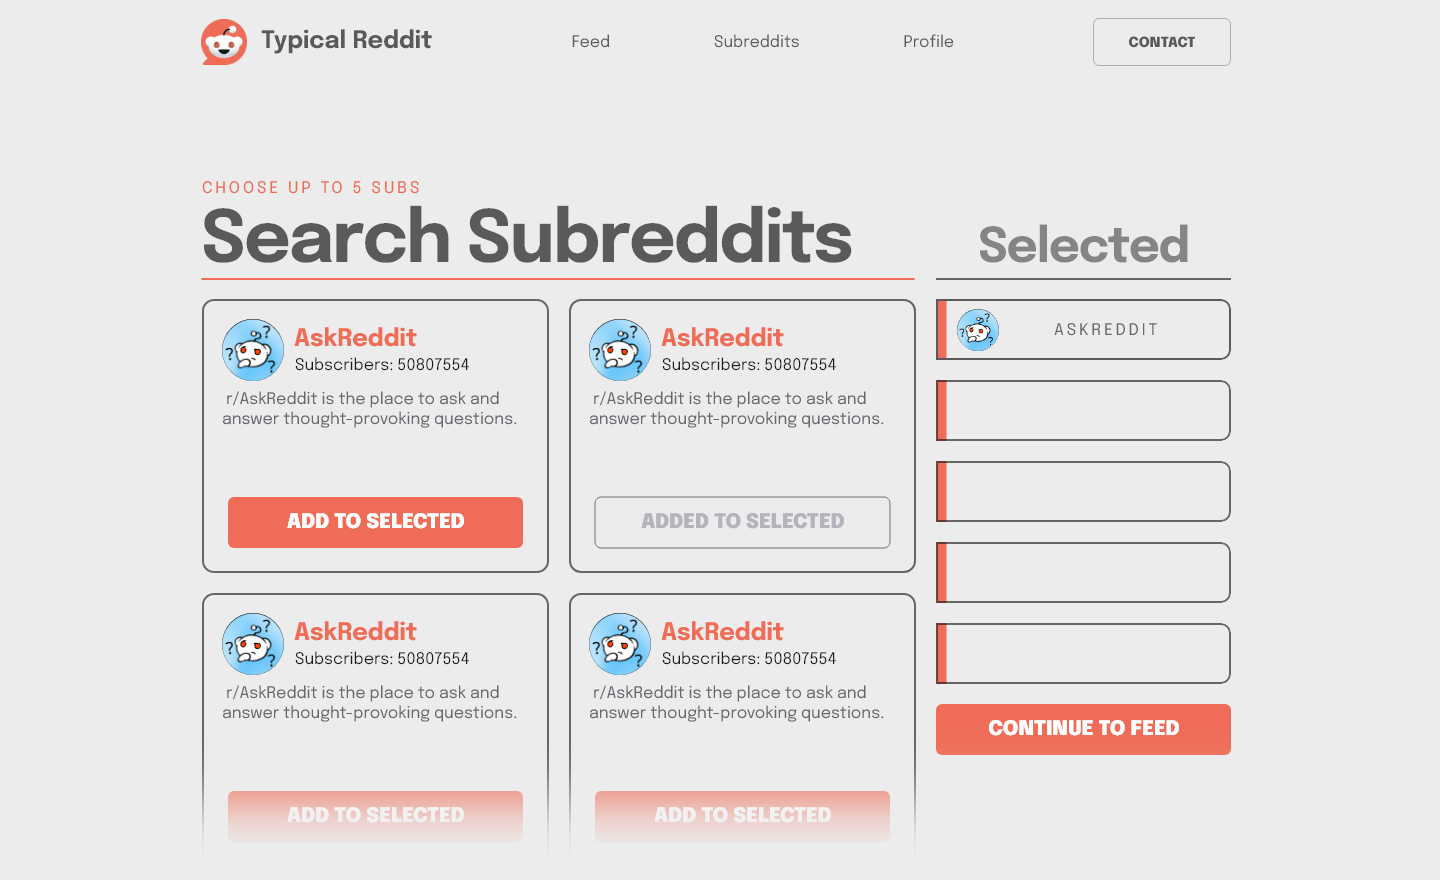 Typical Reddit
Feed
Subreddits
Profile
CONTACT
CHOOSE UP TO 5 SUBS
Search Subreddits
Selected
AskReddit
Subscribers: 50807554
r/AskReddit is the place to ask and
answer thought-provoking questions.
ADD TO SELECTED
AskReddit
Subscribers: 50807554
r/AskReddit is the place to ask and
answer thought-provoking questions.
ADDED TO SELECTED
ASKREDDIT
AskReddit
Subscribers: 50807554
r/AskReddit is the place to ask and
answer thought-provoking questions.
ADD TO SELECTED
AskReddit
Subscribers: 50807554
r/AskReddit is the place to ask and
answer thought-provoking questions.
ADD TO SELECTED
CONTINUE TO FEED